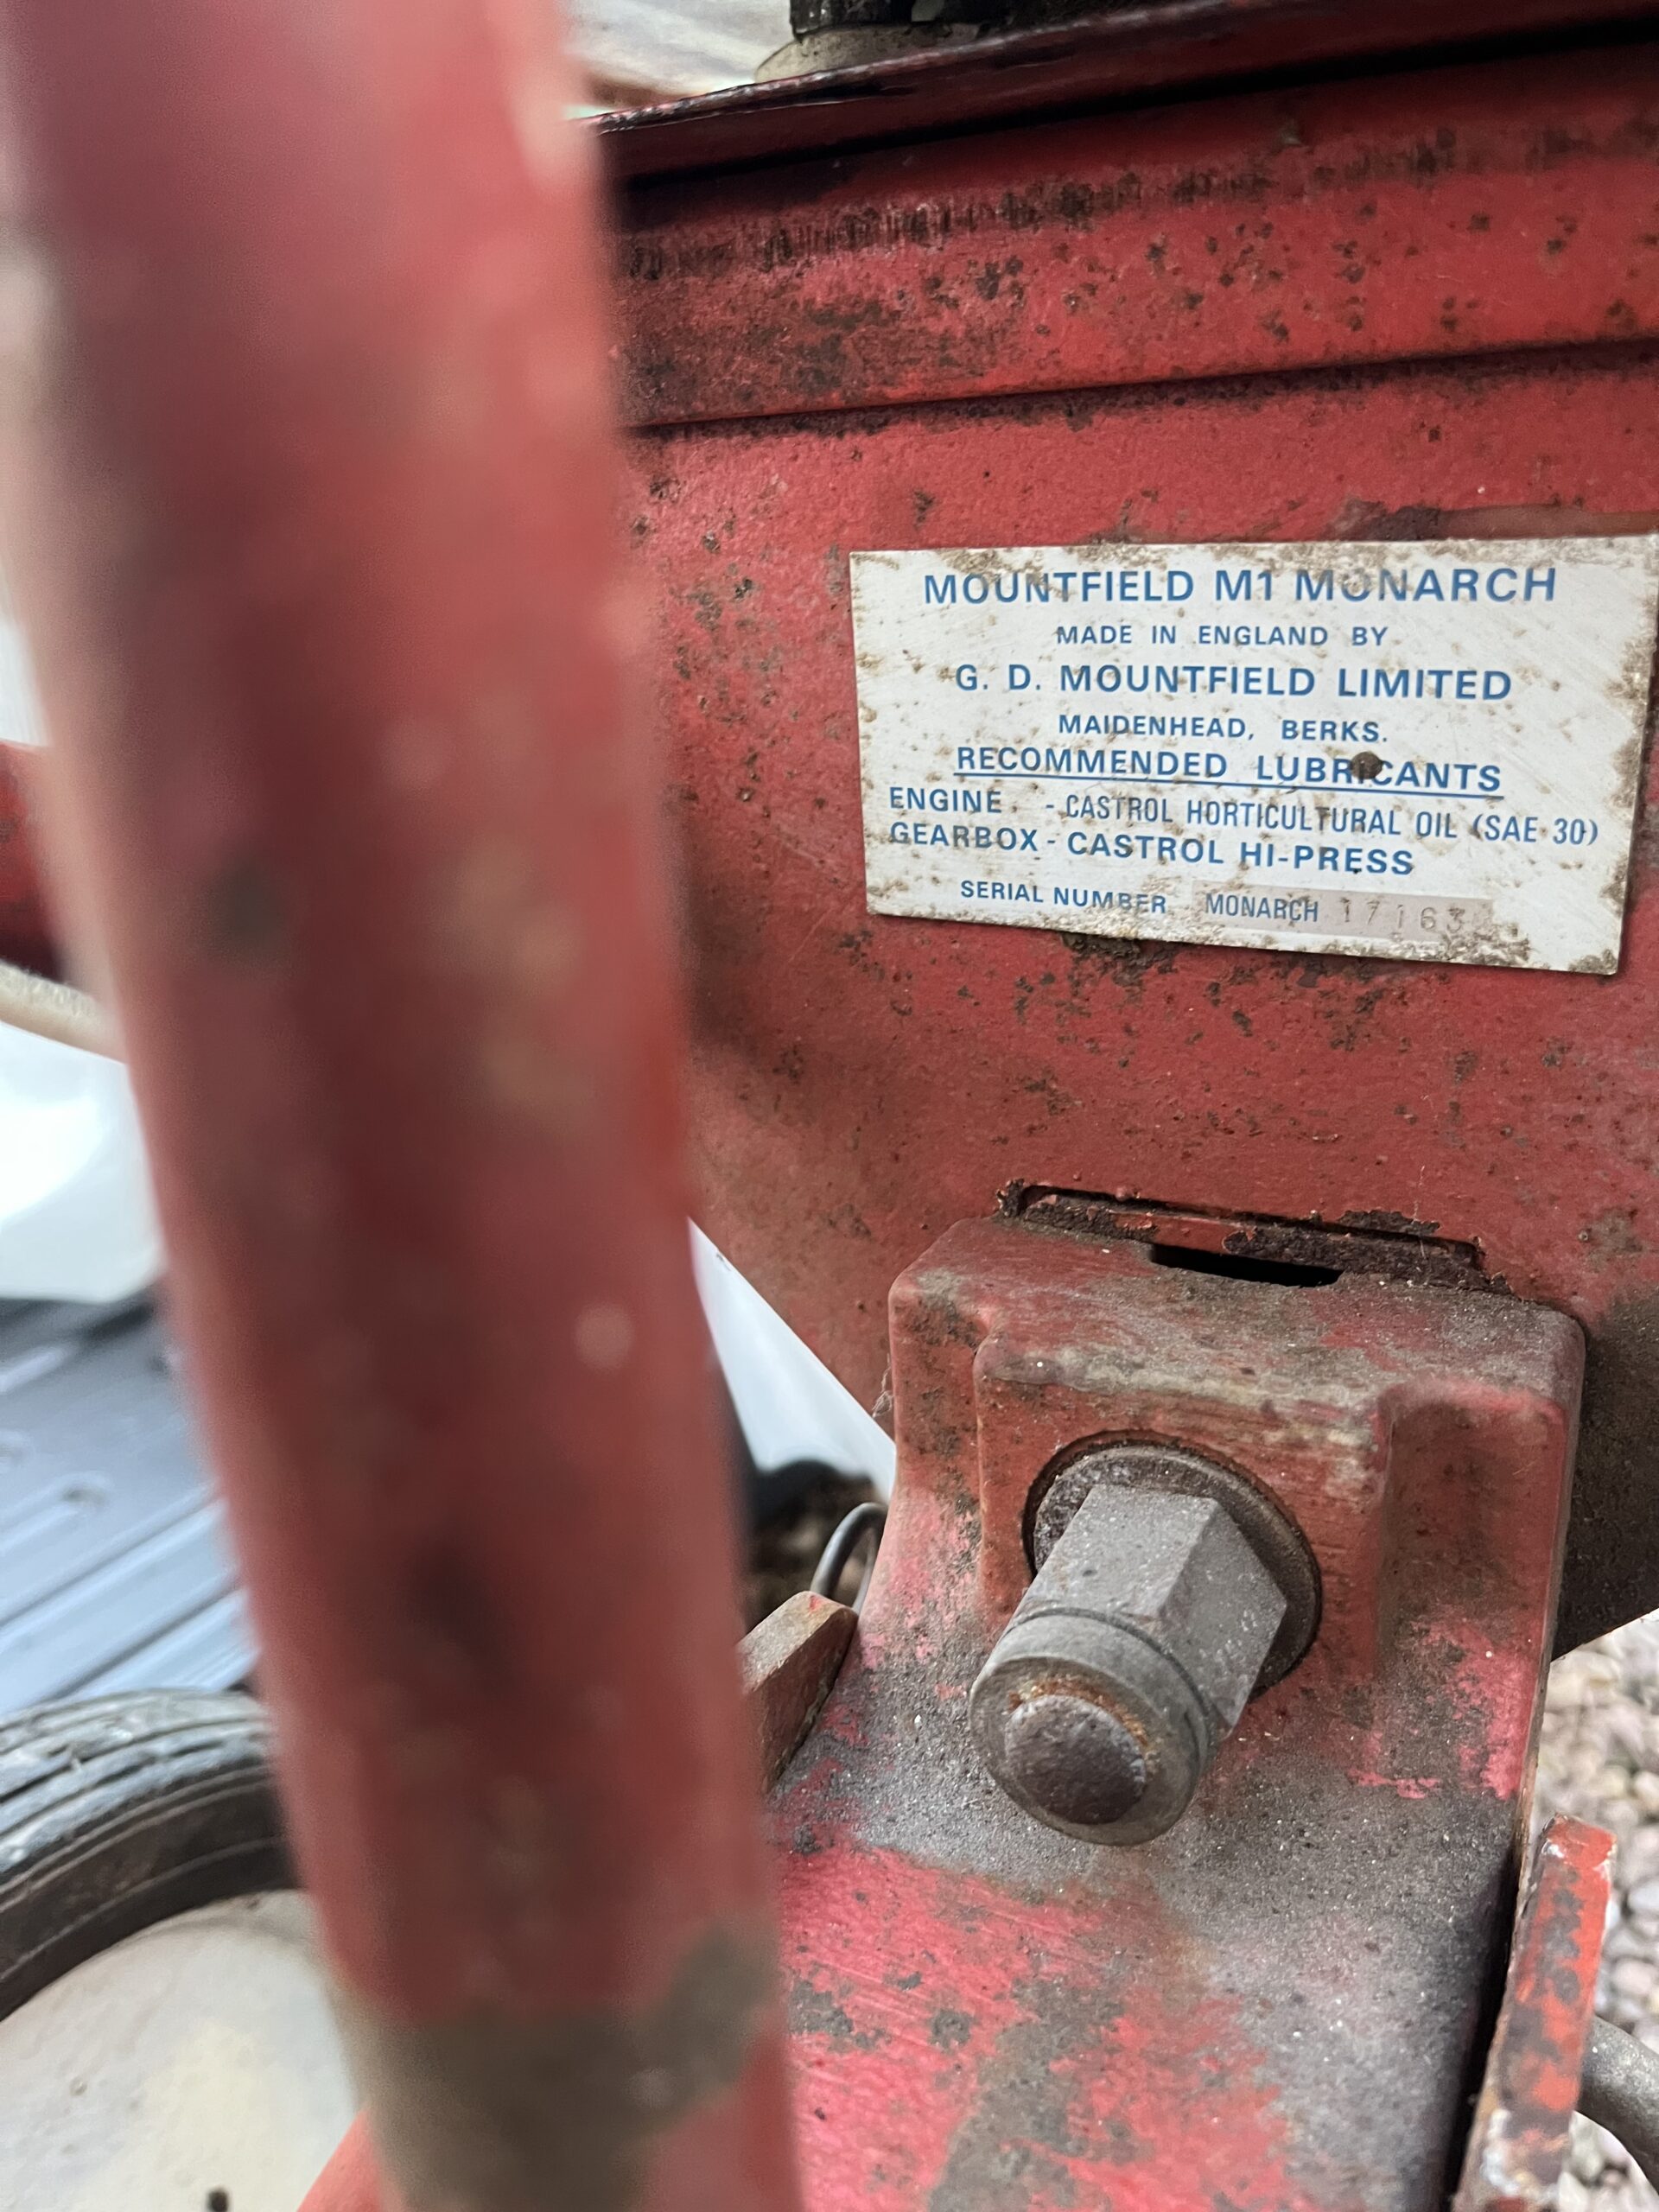 MOUNTFIELD M1 MONARCH
MADE IN ENGLAND BY
G. D. MOUNTFIELD LIMITED
MAIDENHEAD, BERKS.
RECOMMENDED LUBRICANTS
ENGINE - CASTROL HORTICULTURAL OIL (SAE 30)
GEARBOX - CASTROL HI-PRESS
SERIAL NUMBER MONARCH 17163